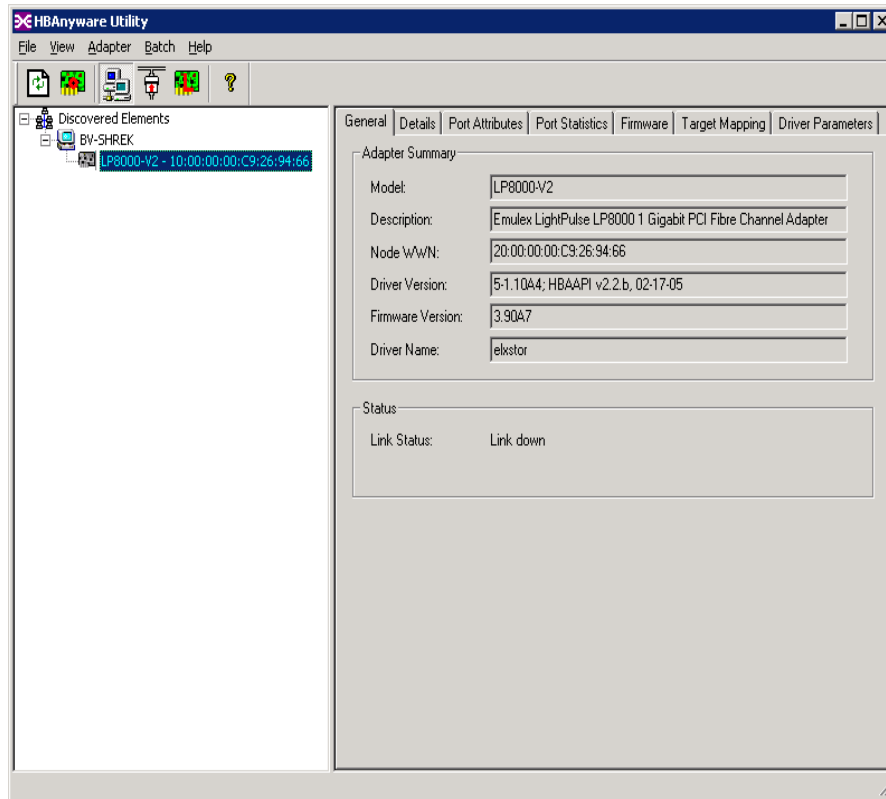 HBAnyware Utility
File View Adapter Batch Help
Discovered Elements
BV-SHREK
LP8000-V2 - 10:00:00:00:C9:26:94:66
General Details Port Attributes Port Statistics Firmware Target Mapping Driver Parameters
Adapter Summary
Model: LP8000-V2
Description: Emulex LightPulse LP8000 1 Gigabit PCI Fibre Channel Adapter
Node WWN: 20:00:00:00:C9:26:94:66
Driver Version: 5-1.10A4; HBAAPI v2.2.b, 02-17-05
Firmware Version: 3.90A7
Driver Name: elxstor
Status
Link Status: Link down